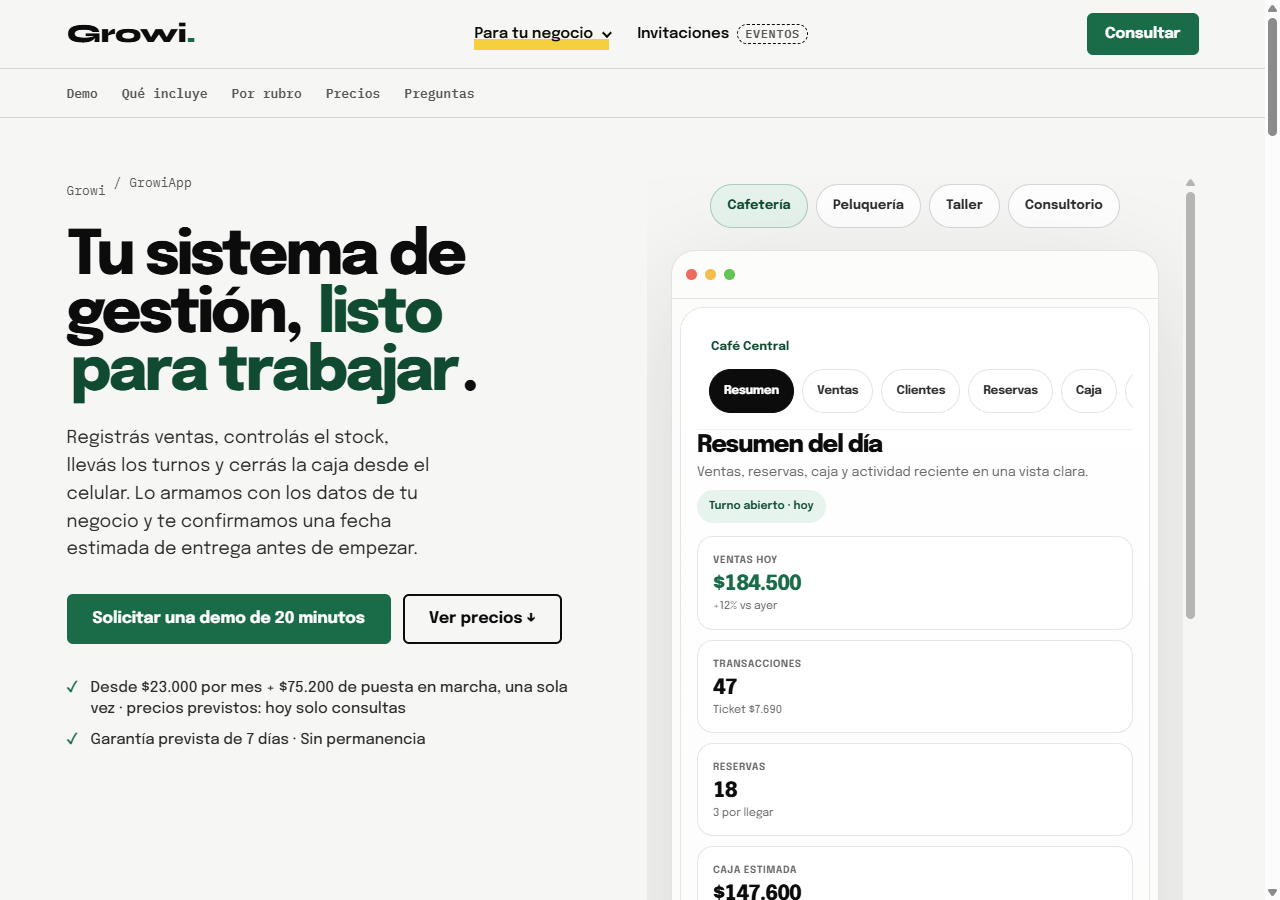 Growi.
Para tu negocio
Invitaciones EVENTOS
Consultar
Demo Qué incluye Por rubro Precios Preguntas
Growi / GrowiApp
Tu sistema de
gestión, listo
para trabajar.
Registrás ventas, controlás el stock,
llevás los turnos y cerrás la caja desde el
celular. Lo armamos con los datos de tu
negocio y te confirmamos una fecha
estimada de entrega antes de empezar.
Solicitar una demo de 20 minutos
Ver precios ↓
✓ Desde $23.000 por mes + $75.200 de puesta en marcha, una sola
vez · precios previstos: hoy solo consultas
✓ Garantía prevista de 7 días · Sin permanencia
Cafetería Peluquería Taller Consultorio
Café Central
Resumen Ventas Clientes Reservas Caja
Resumen del día
Ventas, reservas, caja y actividad reciente en una vista clara.
Turno abierto · hoy
VENTAS HOY
$184.500
+12% vs ayer
TRANSACCIONES
47
Ticket $7.690
RESERVAS
18
3 por llegar
CAJA ESTIMADA
$147.600